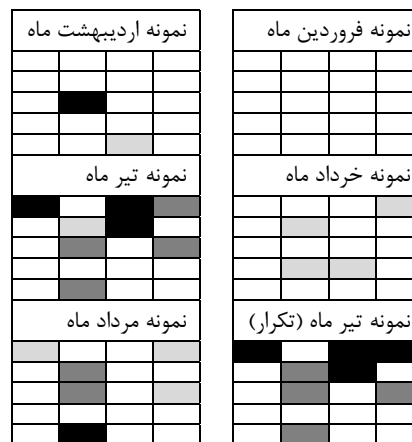 نمونه فروردین ماه
نمونه اردیبهشت ماه
نمونه خرداد ماه
نمونه تیر ماه
نمونه تیر ماه (تکرار)
نمونه مرداد ماه